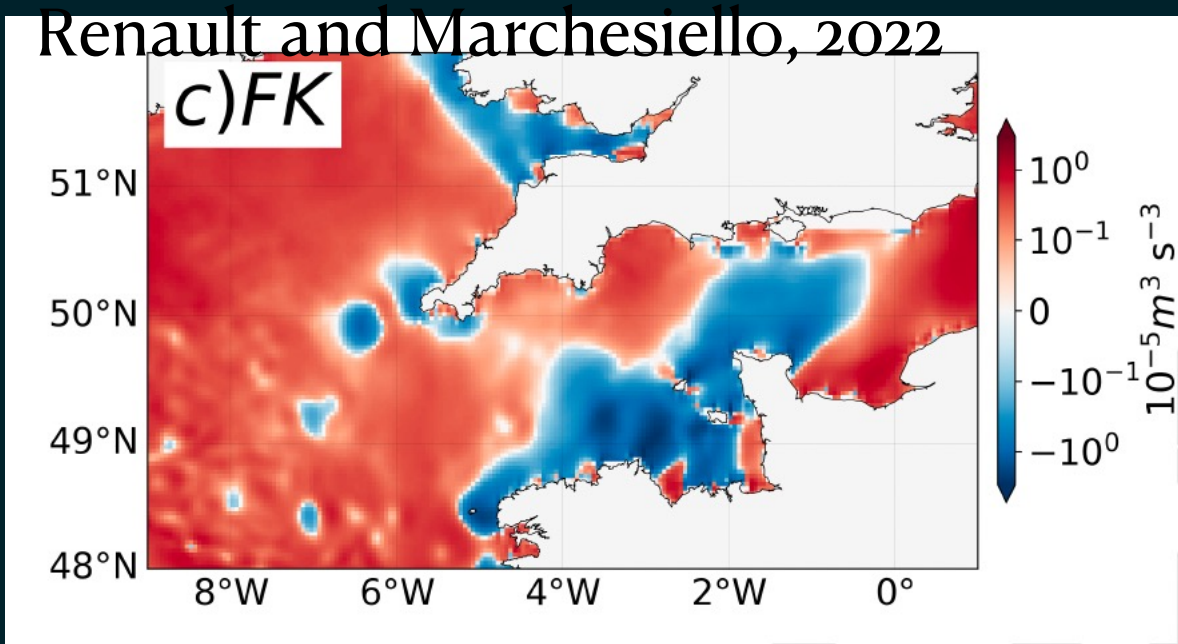 Renault and Marchesiello, 2022
c)FK
51°N
50°N
49°N
48°N
8°W 6°W 4°W 2°W 0°
10⁰
10⁻¹
0
−10⁻¹
−10⁰
10⁻⁵m³ s⁻³